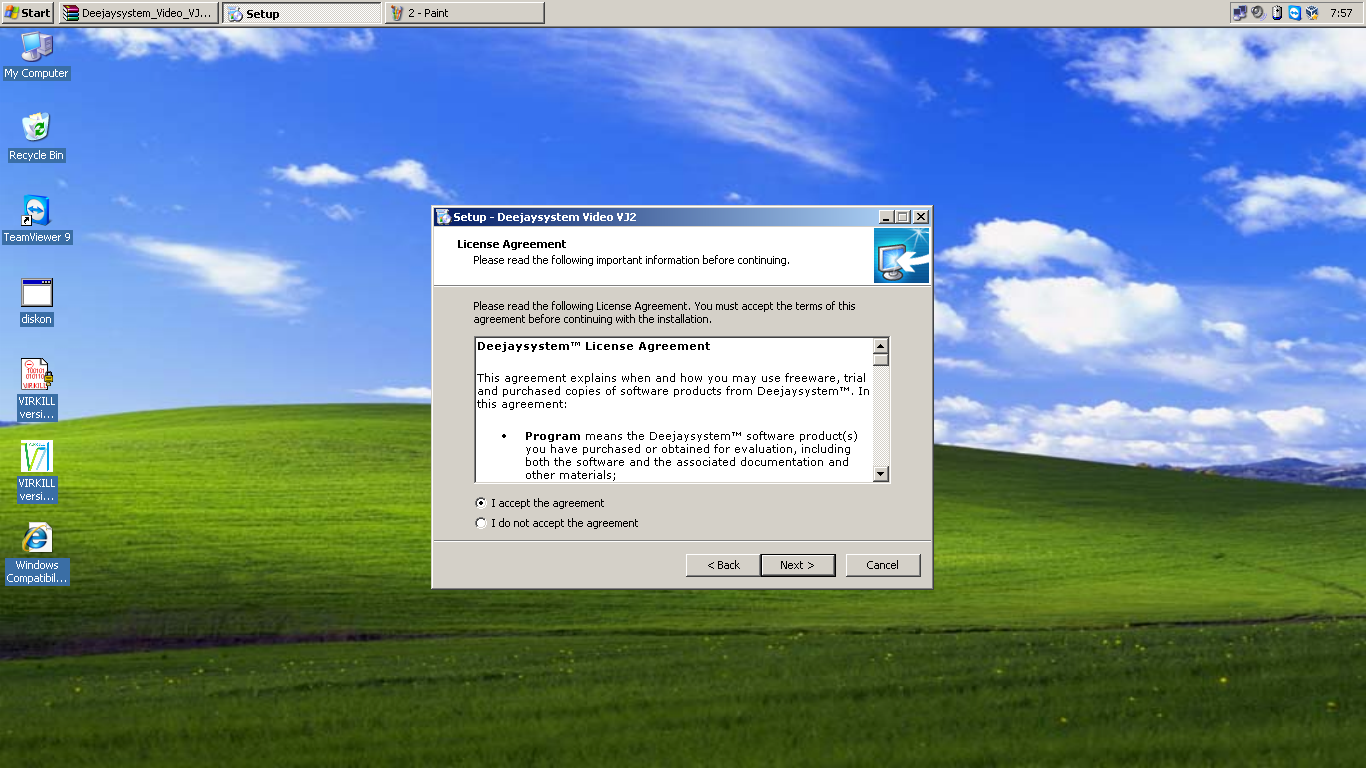 Start
Deejaysystem_Video_VJ...
Setup
2 - Paint
7:57
My Computer
Recycle Bin
TeamViewer 9
diskon
VIRKILL
versi...
VIRKILL
versi...
Windows
Compatibil...
Setup - Deejaysystem Video VJ2
License Agreement
Please read the following important information before continuing.
Please read the following License Agreement. You must accept the terms of this
agreement before continuing with the installation.
Deejaysystem™ License Agreement
This agreement explains when and how you may use freeware, trial
and purchased copies of software products from Deejaysystem™. In
this agreement:
• Program means the Deejaysystem™ software product(s)
you have purchased or obtained for evaluation, including
both the software and the associated documentation and
other materials;
I accept the agreement
I do not accept the agreement
< Back
Next >
Cancel